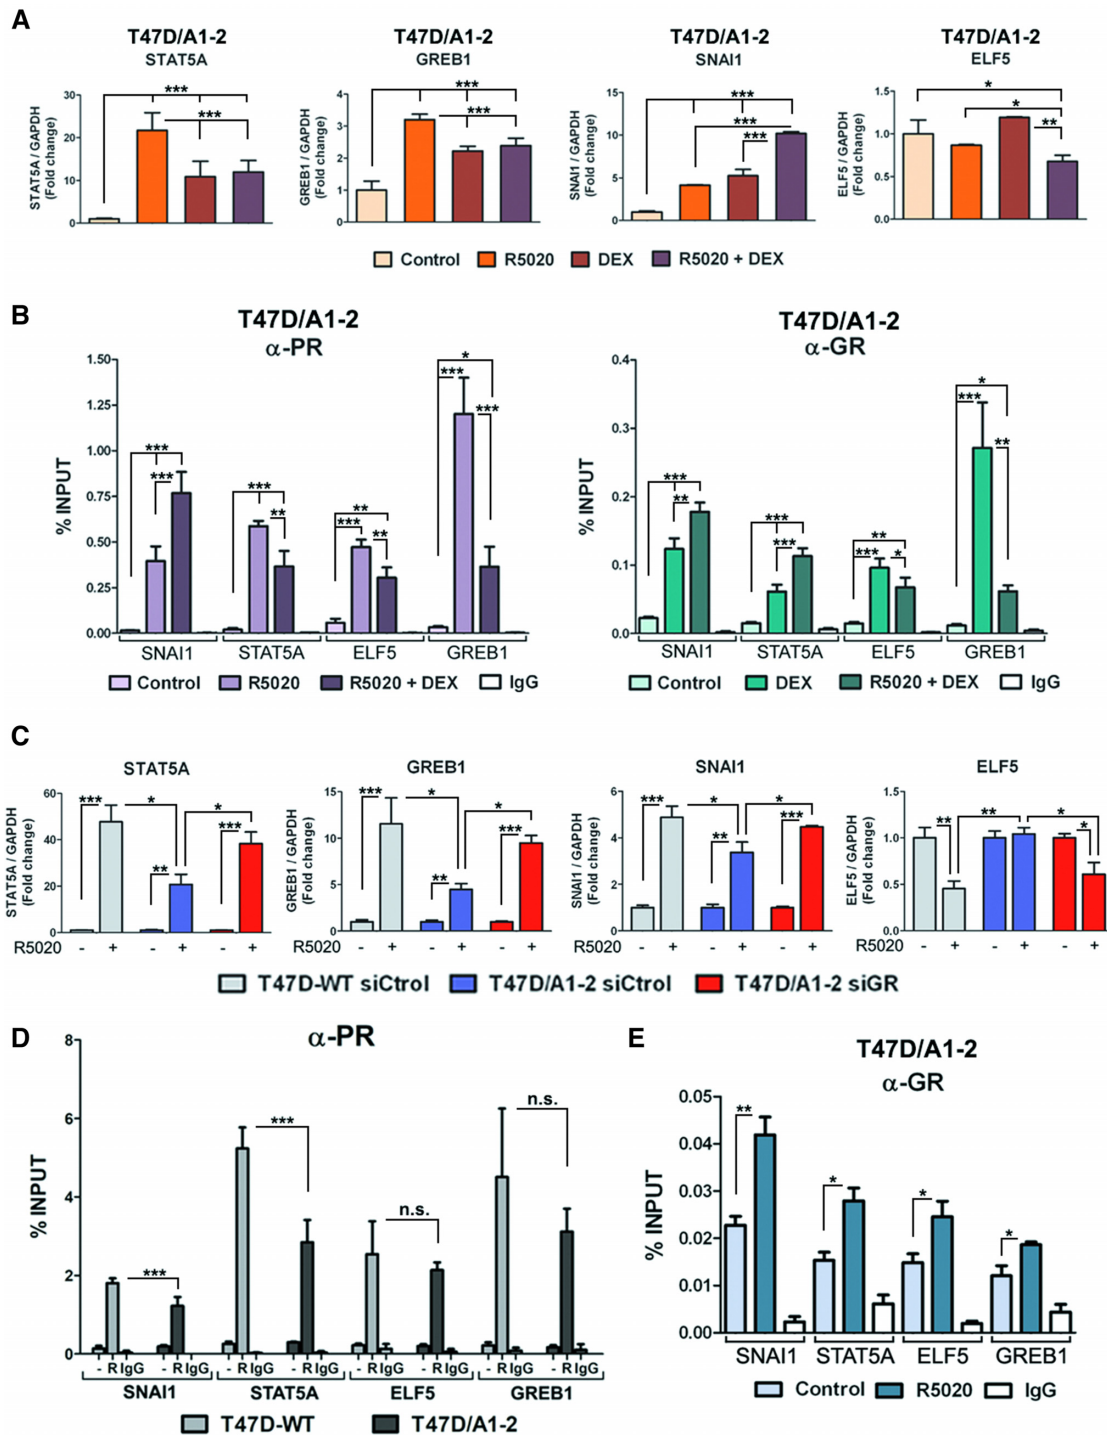 A
T47D/A1-2
STAT5A
T47D/A1-2
GREB1
T47D/A1-2
SNAI1
T47D/A1-2
ELF5
STAT5A / GAPDH
(Fold change)
30
20
10
0
***
***
GREB1 / GAPDH
(Fold change)
4
3
2
1
0
***
***
SNAI1 / GAPDH
(Fold change)
15
10
5
0
***
***
***
ELF5 / GAPDH
(Fold change)
1.5
1.0
0.5
0.0
*
*
**
Control R5020 DEX R5020 + DEX
B
T47D/A1-2
α-PR
% INPUT
1.50
1.25
1.00
0.75
0.50
0.25
0.00
***
***
***
**
**
***
**
*
***
***
SNAI1 STAT5A ELF5 GREB1
Control R5020 R5020 + DEX IgG
T47D/A1-2
α-GR
% INPUT
0.4
0.3
0.2
0.1
0.0
***
**
***
***
**
***
*
*
***
**
SNAI1 STAT5A ELF5 GREB1
Control DEX R5020 + DEX IgG
C
STAT5A
STAT5A / GAPDH
(Fold change)
60
40
20
0
***
*
*
**
***
R5020 - + - + - +
GREB1
GREB1 / GAPDH
(Fold change)
15
10
5
0
***
*
*
**
***
R5020 - + - + - +
SNAI1
SNAI1 / GAPDH
(Fold change)
6
4
2
0
***
*
*
**
***
R5020 - + - + - +
ELF5
ELF5 / GAPDH
(Fold change)
1.5
1.0
0.5
0.0
**
**
*
*
R5020 - + - + - +
T47D-WT siCtrol T47D/A1-2 siCtrol T47D/A1-2 siGR
D
α-PR
% INPUT
8
6
4
2
0
***
***
n.s.
n.s.
- R IgG - R IgG - R IgG - R IgG - R IgG - R IgG - R IgG - R IgG
SNAI1 STAT5A ELF5 GREB1
T47D-WT T47D/A1-2
E
T47D/A1-2
α-GR
% INPUT
0.05
0.04
0.03
0.02
0.01
0.00
**
*
*
*
SNAI1 STAT5A ELF5 GREB1
Control R5020 IgG